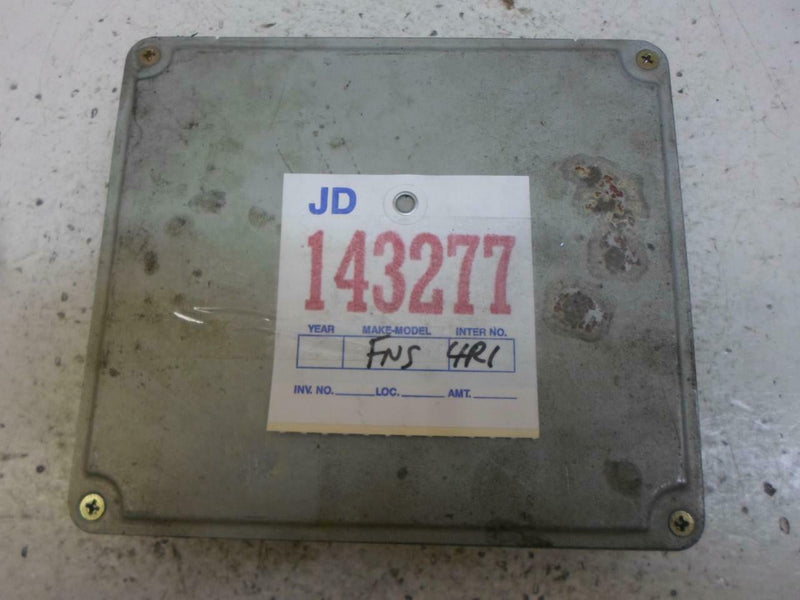 JD
143277
YEAR MAKE-MODEL INTER NO.
FNS 4R1
INV. NO. LOC. AMT.